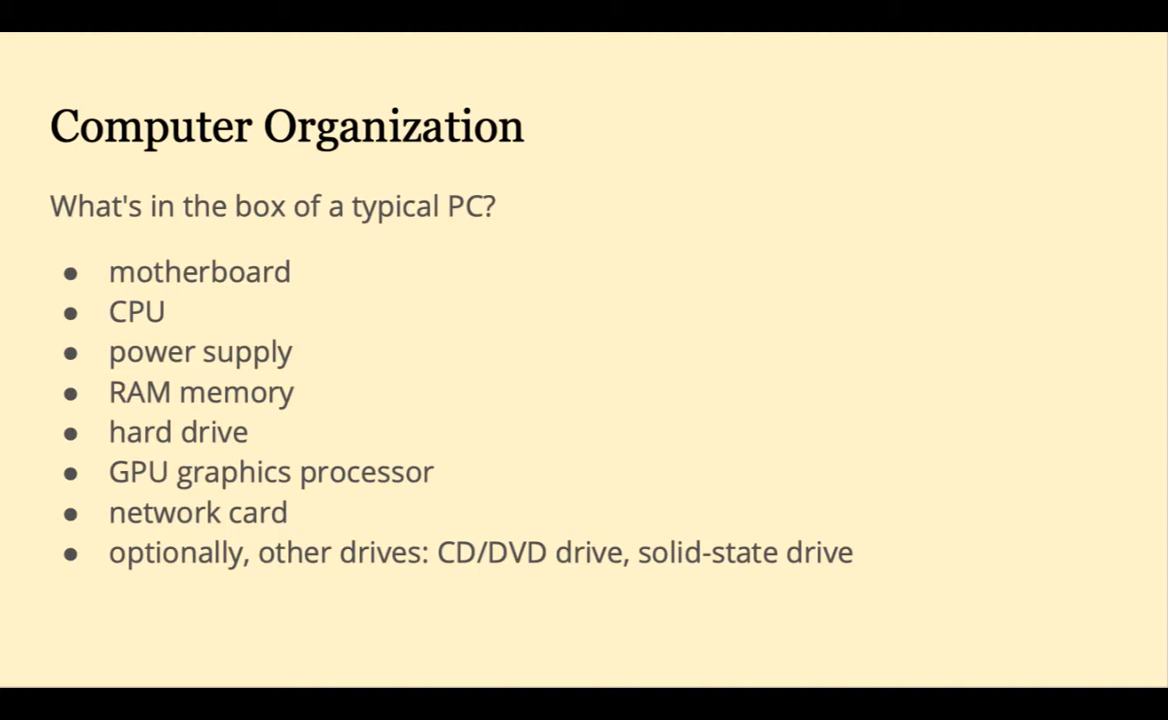 Computer Organization
What's in the box of a typical PC?
● motherboard
● CPU
● power supply
● RAM memory
● hard drive
● GPU graphics processor
● network card
● optionally, other drives: CD/DVD drive, solid-state drive